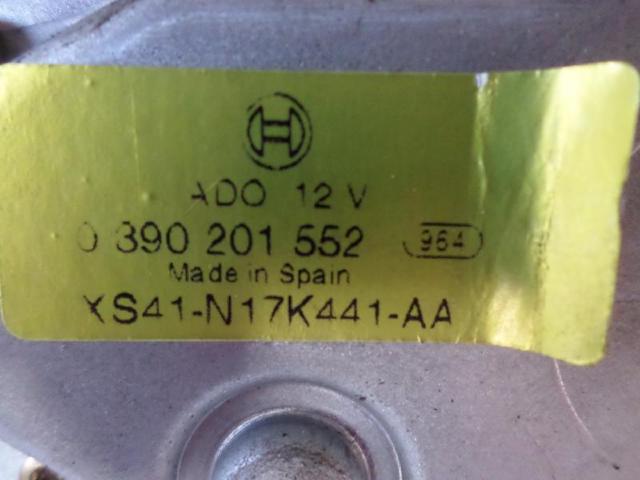 ADO 12 V
0 390 201 552 964
Made in Spain
XS41-N17K441-AA